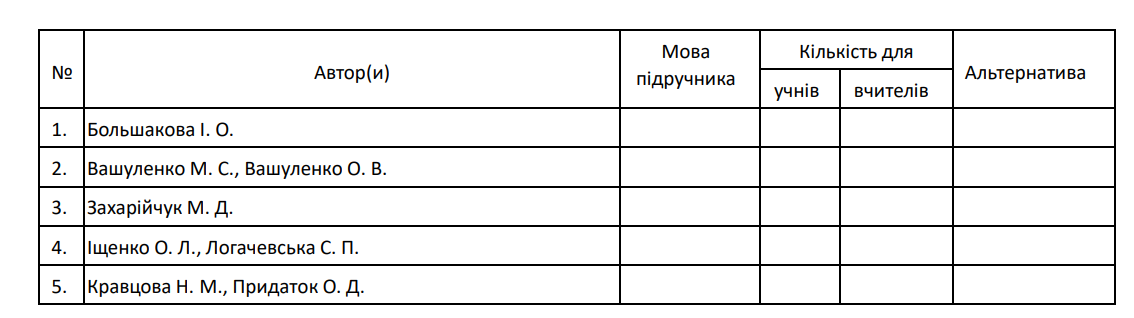 № Автор(и) Мова підручника Кількість для Альтернатива
учнів вчителів
1. Большакова І. О.
2. Вашуленко М. С., Вашуленко О. В.
3. Захарійчук М. Д.
4. Іщенко О. Л., Логачевська С. П.
5. Кравцова Н. М., Придаток О. Д.